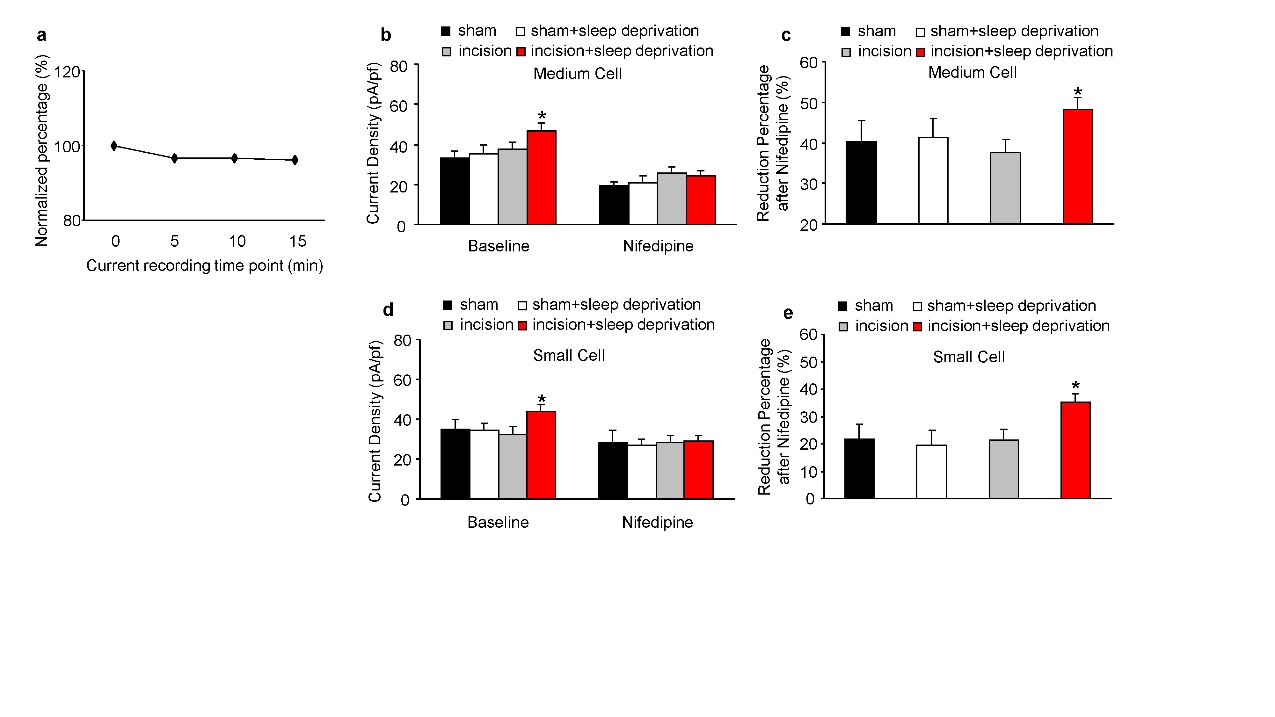 a
Normalized percentage (%)
120
100
80
0 5 10 15
Current recording time point (min)
b
sham sham+sleep deprivation
incision incision+sleep deprivation
Medium Cell
Current Density (pA/pf)
80
60
40
20
0
*
Baseline Nifedipine
c
sham sham+sleep deprivation
incision incision+sleep deprivation
Medium Cell
Reduction Percentage
after Nifedipine (%)
60
50
40
30
20
*
d
sham sham+sleep deprivation
incision incision+sleep deprivation
Small Cell
Current Density (pA/pf)
80
60
40
20
0
*
Baseline Nifedipine
e
sham sham+sleep deprivation
incision incision+sleep deprivation
Small Cell
Reduction Percentage
after Nifedipine (%)
60
50
40
30
20
10
0
*